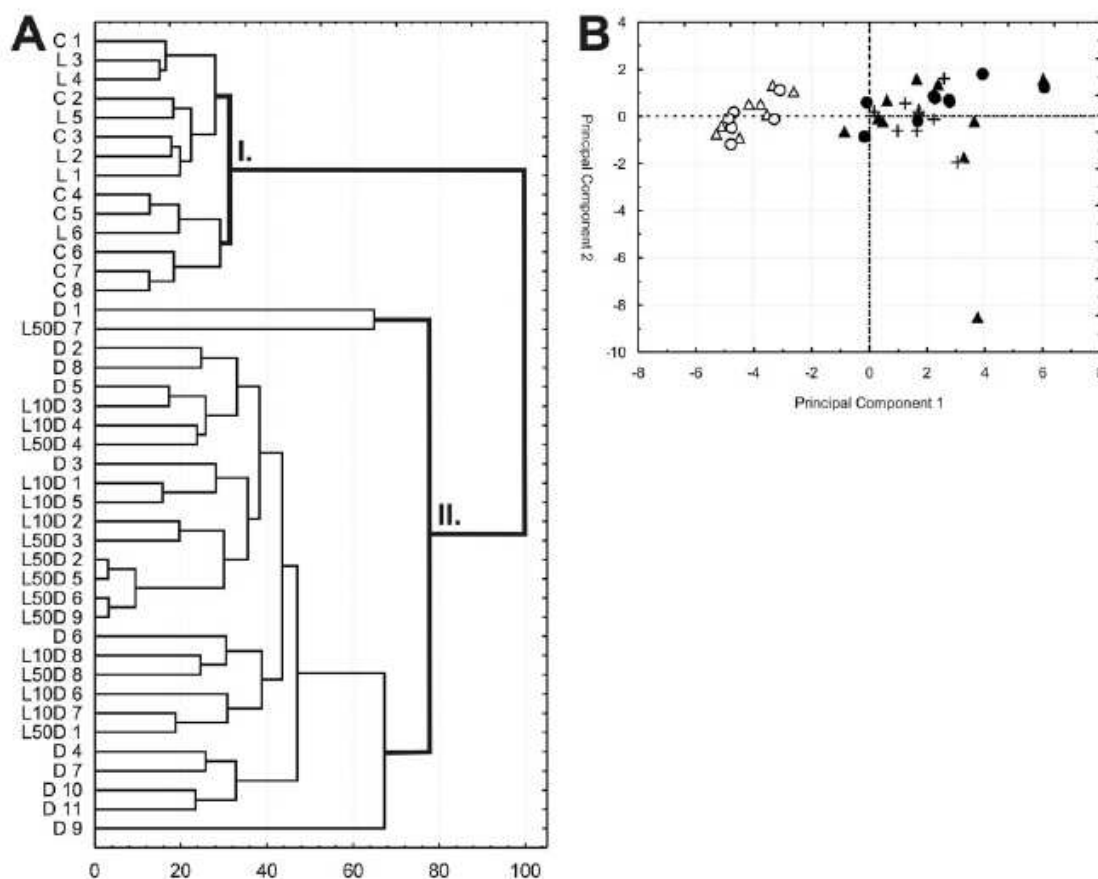 A
C 1
L 3
L 4
C 2
L 5
C 3
L 2
L 1
C 4
C 5
L 6
C 6
C 7
C 8
D 1
L50D 7
D 2
D 8
D 5
L10D 3
L10D 4
L50D 4
D 3
L10D 1
L10D 5
L10D 2
L50D 3
L50D 2
L50D 5
L50D 6
L50D 9
D 6
L10D 8
L50D 8
L10D 6
L10D 7
L50D 1
D 4
D 7
D 10
D 11
D 9
I.
II.
0 20 40 60 80 100
B
4
2
0
-2
-4
-6
-8
-10
Principal Component 2
-8 -6 -4 -2 0 2 4 6 8
Principal Component 1